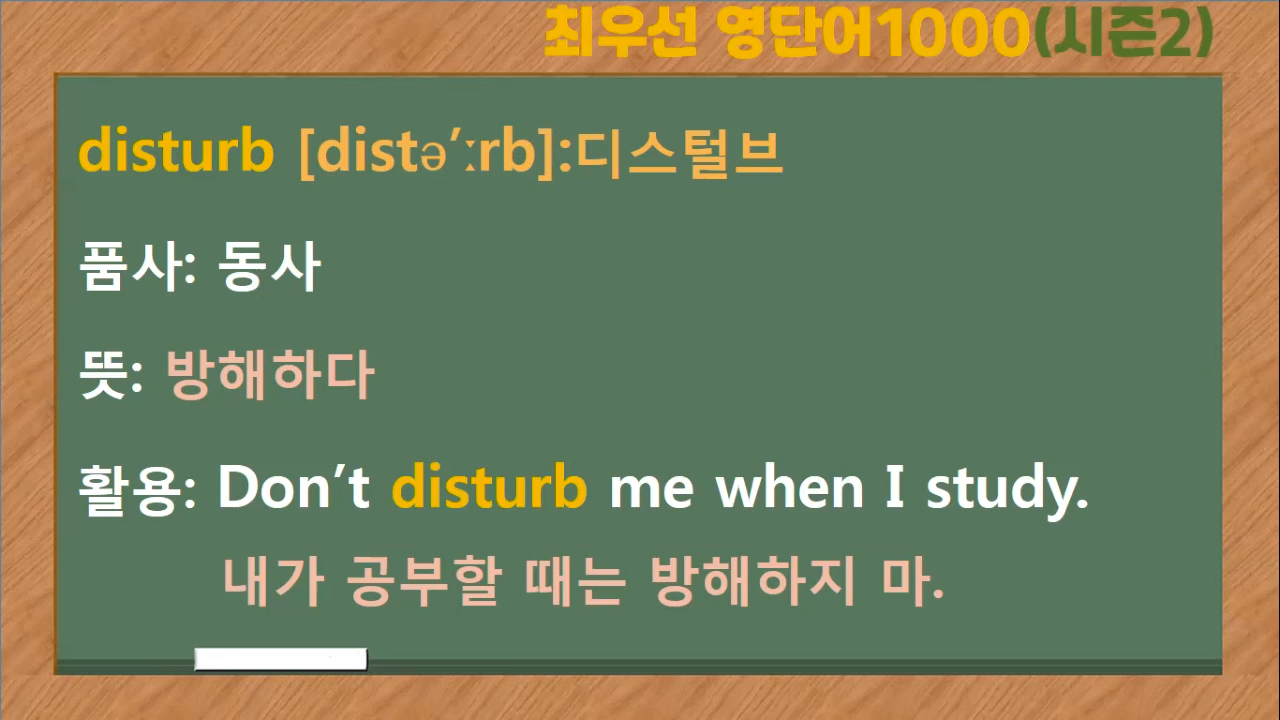 최우선 영단어1000(시즌2)
disturb [distə′ːrb]:디스털브
품사: 동사
뜻: 방해하다
활용: Don’t disturb me when I study.
내가 공부할 때는 방해하지 마.